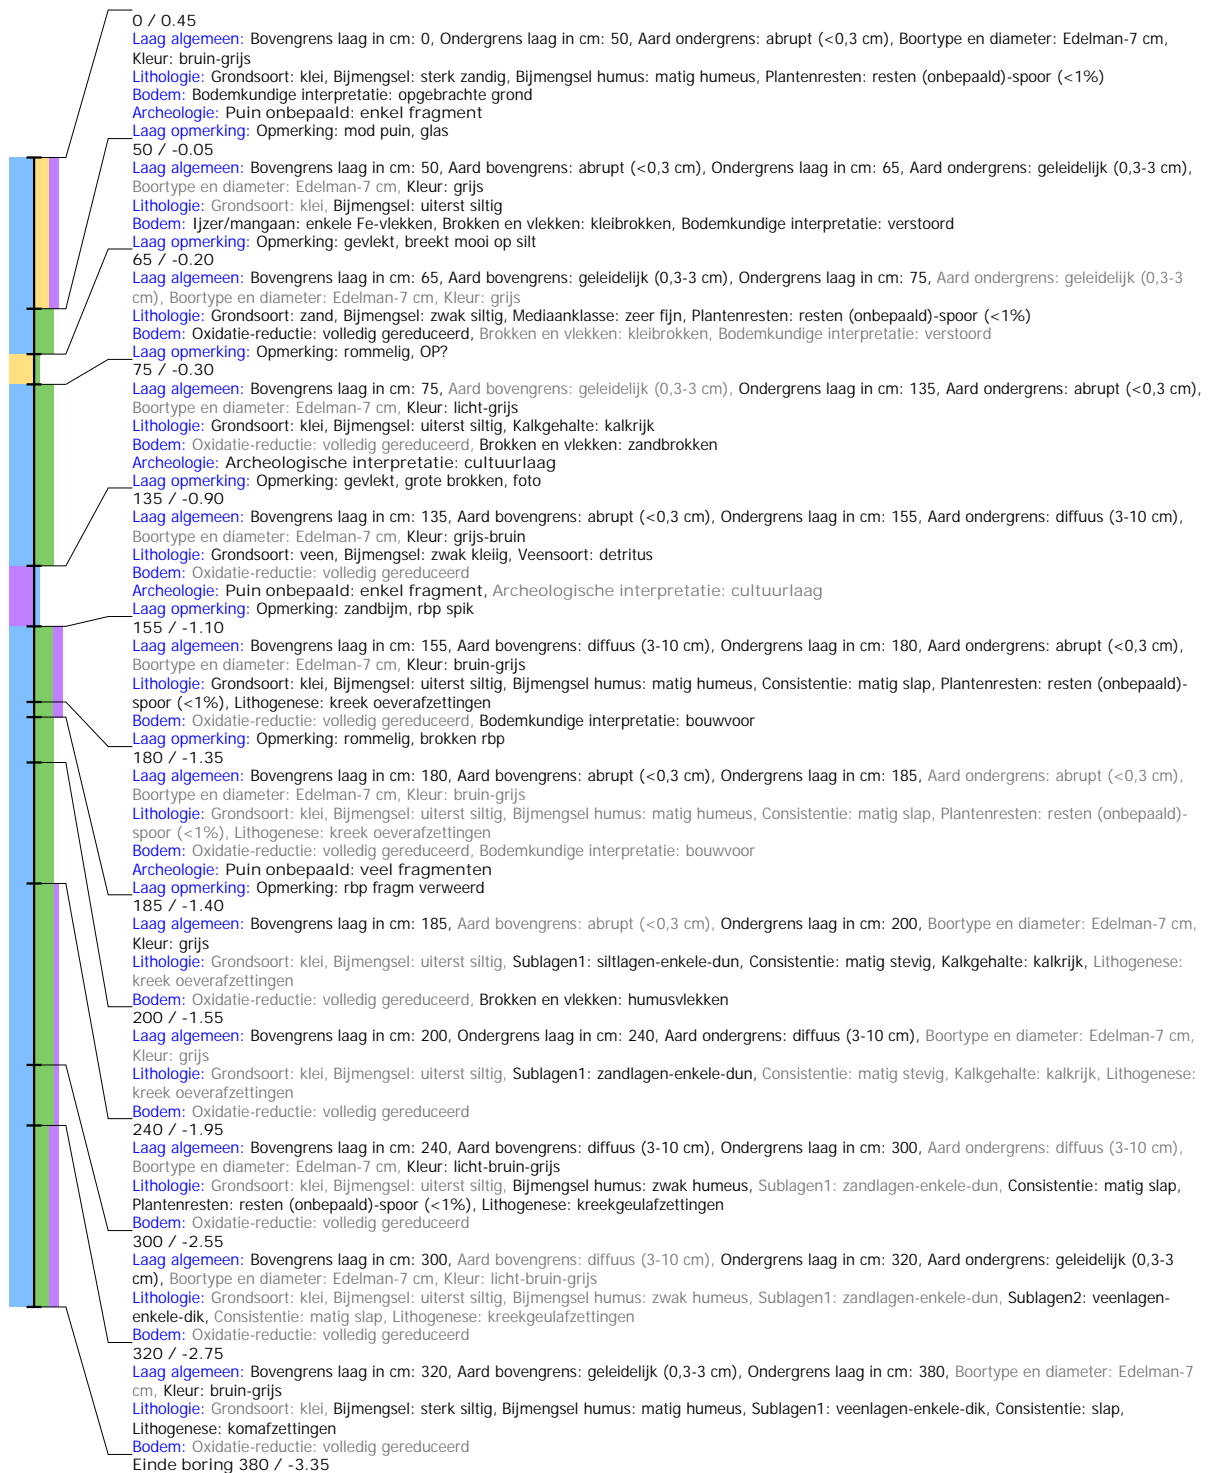 0 / 0.45
Laag algemeen: Bovengrens laag in cm: 0, Ondergrens laag in cm: 50, Aard ondergrens: abrupt (<0,3 cm), Boortype en diameter: Edelman-7 cm,
Kleur: bruin-grijs
Lithologie: Grondsoort: klei, Bijmengsel: sterk zandig, Bijmengsel humus: matig humeus, Plantenresten: resten (onbepaald)-spoor (<1%)
Bodem: Bodemkundige interpretatie: opgebrachte grond
Archeologie: Puin onbepaald: enkel fragment
Laag opmerking: Opmerking: mod puin, glas
50 / -0.05
Laag algemeen: Bovengrens laag in cm: 50, Aard bovengrens: abrupt (<0,3 cm), Ondergrens laag in cm: 65, Aard ondergrens: geleidelijk (0,3-3 cm),
Boortype en diameter: Edelman-7 cm, Kleur: grijs
Lithologie: Grondsoort: klei, Bijmengsel: uiterst siltig
Bodem: Ijzer/mangaan: enkele Fe-vlekken, Brokken en vlekken: kleibrokken, Bodemkundige interpretatie: verstoord
Laag opmerking: Opmerking: gevlekt, breekt mooi op silt
65 / -0.20
Laag algemeen: Bovengrens laag in cm: 65, Aard bovengrens: geleidelijk (0,3-3 cm), Ondergrens laag in cm: 75, Aard ondergrens: geleidelijk (0,3-3
cm), Boortype en diameter: Edelman-7 cm, Kleur: grijs
Lithologie: Grondsoort: zand, Bijmengsel: zwak siltig, Mediaanklasse: zeer fijn, Plantenresten: resten (onbepaald)-spoor (<1%)
Bodem: Oxidatie-reductie: volledig gereduceerd, Brokken en vlekken: kleibrokken, Bodemkundige interpretatie: verstoord
Laag opmerking: Opmerking: rommelig, OP?
75 / -0.30
Laag algemeen: Bovengrens laag in cm: 75, Aard bovengrens: geleidelijk (0,3-3 cm), Ondergrens laag in cm: 135, Aard ondergrens: abrupt (<0,3 cm),
Boortype en diameter: Edelman-7 cm, Kleur: licht-grijs
Lithologie: Grondsoort: klei, Bijmengsel: uiterst siltig, Kalkgehalte: kalkrijk
Bodem: Oxidatie-reductie: volledig gereduceerd, Brokken en vlekken: zandbrokken
Archeologie: Archeologische interpretatie: cultuurlaag
Laag opmerking: Opmerking: gevlekt, grote brokken, foto
135 / -0.90
Laag algemeen: Bovengrens laag in cm: 135, Aard bovengrens: abrupt (<0,3 cm), Ondergrens laag in cm: 155, Aard ondergrens: diffuus (3-10 cm),
Boortype en diameter: Edelman-7 cm, Kleur: grijs-bruin
Lithologie: Grondsoort: veen, Bijmengsel: zwak kleiig, Veensoort: detritus
Bodem: Oxidatie-reductie: volledig gereduceerd
Archeologie: Puin onbepaald: enkel fragment, Archeologische interpretatie: cultuurlaag
Laag opmerking: Opmerking: zandbijm, rbp spik
155 / -1.10
Laag algemeen: Bovengrens laag in cm: 155, Aard bovengrens: diffuus (3-10 cm), Ondergrens laag in cm: 180, Aard ondergrens: abrupt (<0,3 cm),
Boortype en diameter: Edelman-7 cm, Kleur: bruin-grijs
Lithologie: Grondsoort: klei, Bijmengsel: uiterst siltig, Bijmengsel humus: matig humeus, Consistentie: matig slap, Plantenresten: resten (onbepaald)-
spoor (<1%), Lithogenese: kreek oeverafzettingen
Bodem: Oxidatie-reductie: volledig gereduceerd, Bodemkundige interpretatie: bouwvoor
Laag opmerking: Opmerking: rommelig, brokken rbp
180 / -1.35
Laag algemeen: Bovengrens laag in cm: 180, Aard bovengrens: abrupt (<0,3 cm), Ondergrens laag in cm: 185, Aard ondergrens: abrupt (<0,3 cm),
Boortype en diameter: Edelman-7 cm, Kleur: bruin-grijs
Lithologie: Grondsoort: klei, Bijmengsel: uiterst siltig, Bijmengsel humus: matig humeus, Consistentie: matig slap, Plantenresten: resten (onbepaald)-
spoor (<1%), Lithogenese: kreek oeverafzettingen
Bodem: Oxidatie-reductie: volledig gereduceerd, Bodemkundige interpretatie: bouwvoor
Archeologie: Puin onbepaald: veel fragmenten
Laag opmerking: Opmerking: rbp fragm verweerd
185 / -1.40
Laag algemeen: Bovengrens laag in cm: 185, Aard bovengrens: abrupt (<0,3 cm), Ondergrens laag in cm: 200, Boortype en diameter: Edelman-7 cm,
Kleur: grijs
Lithologie: Grondsoort: klei, Bijmengsel: uiterst siltig, Sublagen1: siltlagen-enkele-dun, Consistentie: matig stevig, Kalkgehalte: kalkrijk, Lithogenese:
kreek oeverafzettingen
Bodem: Oxidatie-reductie: volledig gereduceerd, Brokken en vlekken: humusvlekken
200 / -1.55
Laag algemeen: Bovengrens laag in cm: 200, Ondergrens laag in cm: 240, Aard ondergrens: diffuus (3-10 cm), Boortype en diameter: Edelman-7 cm,
Kleur: grijs
Lithologie: Grondsoort: klei, Bijmengsel: uiterst siltig, Sublagen1: zandlagen-enkele-dun, Consistentie: matig stevig, Kalkgehalte: kalkrijk, Lithogenese:
kreek oeverafzettingen
Bodem: Oxidatie-reductie: volledig gereduceerd
240 / -1.95
Laag algemeen: Bovengrens laag in cm: 240, Aard bovengrens: diffuus (3-10 cm), Ondergrens laag in cm: 300, Aard ondergrens: diffuus (3-10 cm),
Boortype en diameter: Edelman-7 cm, Kleur: licht-bruin-grijs
Lithologie: Grondsoort: klei, Bijmengsel: uiterst siltig, Bijmengsel humus: zwak humeus, Sublagen1: zandlagen-enkele-dun, Consistentie: matig slap,
Plantenresten: resten (onbepaald)-spoor (<1%), Lithogenese: kreekgeulafzettingen
Bodem: Oxidatie-reductie: volledig gereduceerd
300 / -2.55
Laag algemeen: Bovengrens laag in cm: 300, Aard bovengrens: diffuus (3-10 cm), Ondergrens laag in cm: 320, Aard ondergrens: geleidelijk (0,3-3
cm), Boortype en diameter: Edelman-7 cm, Kleur: licht-bruin-grijs
Lithologie: Grondsoort: klei, Bijmengsel: uiterst siltig, Bijmengsel humus: zwak humeus, Sublagen1: zandlagen-enkele-dun, Sublagen2: veenlagen-
enkele-dik, Consistentie: matig slap, Lithogenese: kreekgeulafzettingen
Bodem: Oxidatie-reductie: volledig gereduceerd
320 / -2.75
Laag algemeen: Bovengrens laag in cm: 320, Aard bovengrens: geleidelijk (0,3-3 cm), Ondergrens laag in cm: 380, Boortype en diameter: Edelman-7
cm, Kleur: bruin-grijs
Lithologie: Grondsoort: klei, Bijmengsel: sterk siltig, Bijmengsel humus: matig humeus, Sublagen1: veenlagen-enkele-dik, Consistentie: slap,
Lithogenese: komafzettingen
Bodem: Oxidatie-reductie: volledig gereduceerd
Einde boring 380 / -3.35